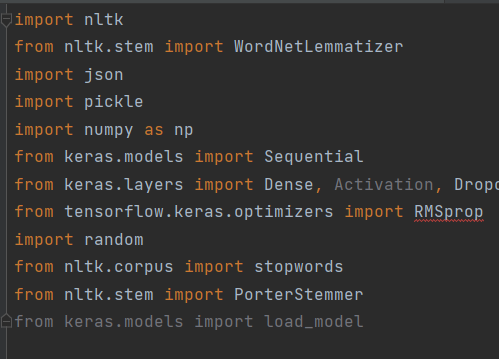 import nltk
from nltk.stem import WordNetLemmatizer
import json
import pickle
import numpy as np
from keras.models import Sequential
from keras.layers import Dense, Activation,
from tensorflow.keras.optimizers import RMSprop
import random
from nltk.corpus import stopwords
from nltk.stem import PorterStemmer
from keras.models import load_model